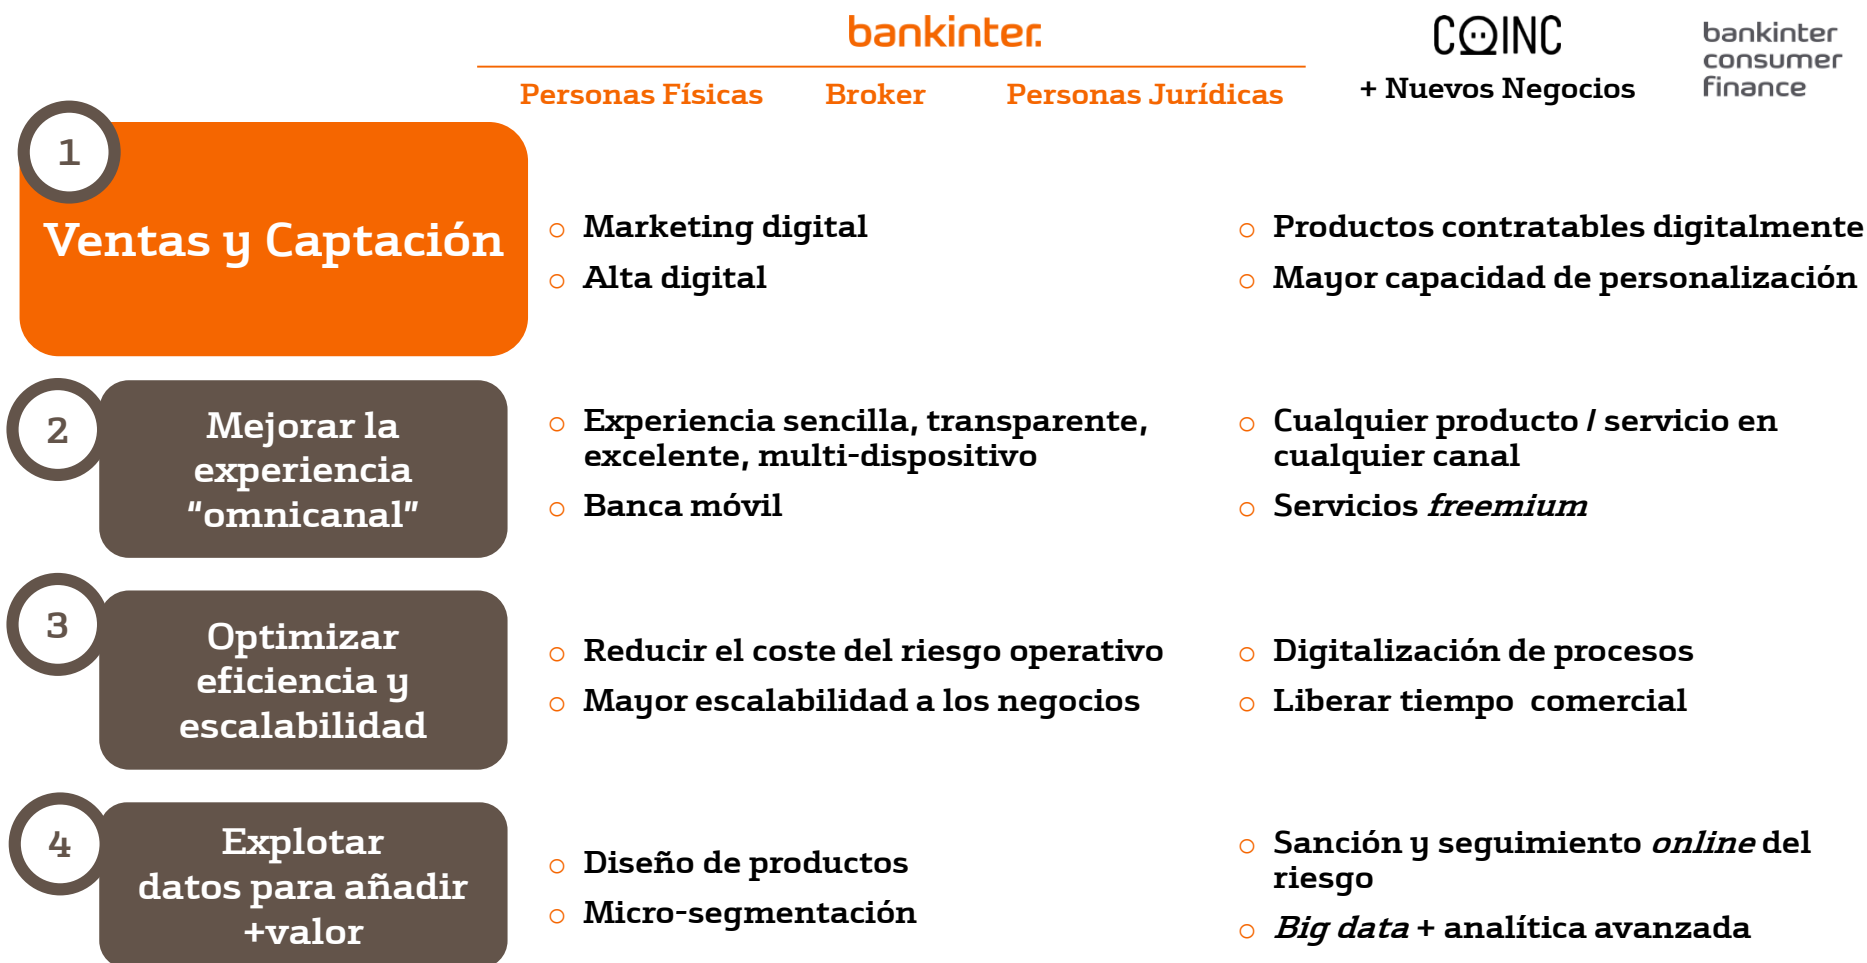 bankinter.
COINC
bankinter
consumer
finance
Personas Físicas
Broker
Personas Jurídicas
+ Nuevos Negocios
1
Ventas y Captación
○ Marketing digital
○ Alta digital
○ Productos contratables digitalmente
○ Mayor capacidad de personalización
2
Mejorar la
experiencia
“omnicanal”
○ Experiencia sencilla, transparente,
excelente, multi-dispositivo
○ Banca móvil
○ Cualquier producto / servicio en
cualquier canal
○ Servicios freemium
3
Optimizar
eficiencia y
escalabilidad
○ Reducir el coste del riesgo operativo
○ Mayor escalabilidad a los negocios
○ Digitalización de procesos
○ Liberar tiempo  comercial
4
Explotar
datos para añadir
+valor
○ Diseño de productos
○ Micro-segmentación
○ Sanción y seguimiento online del
riesgo
○ Big data + analítica avanzada